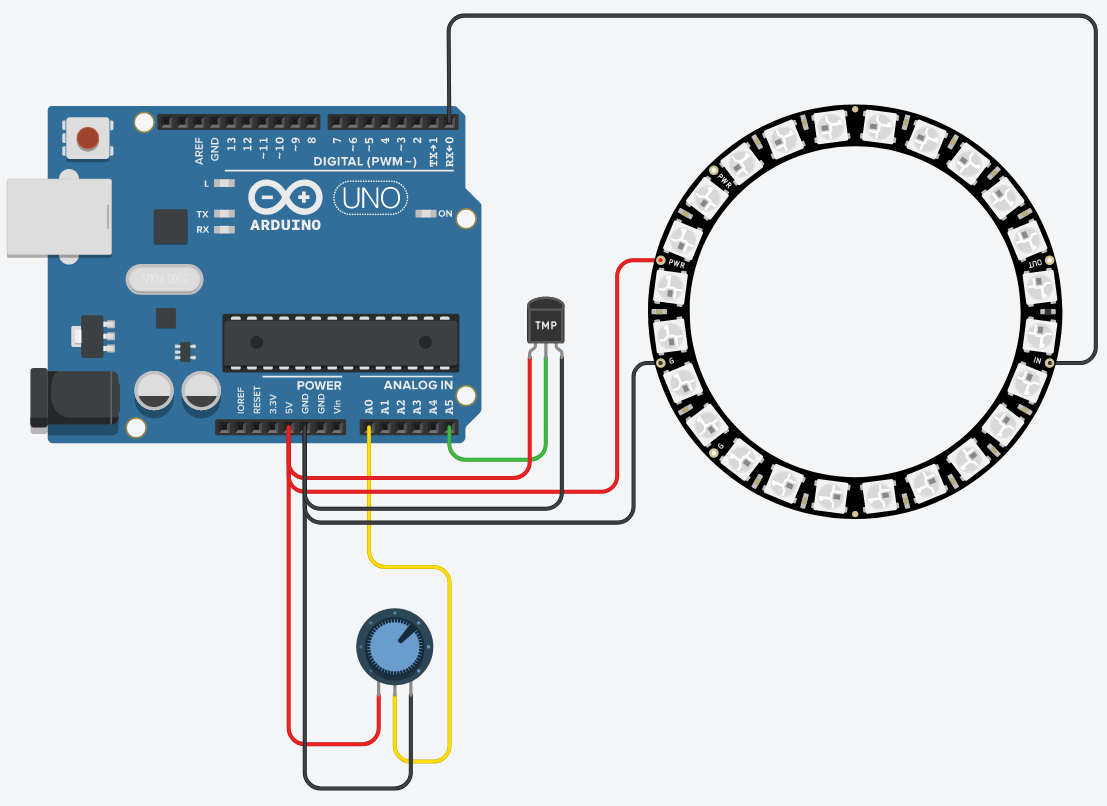 AREF
GND
13
12
~11
~10
~9
8
7
~6
~5
4
~3
2
TX→1
RX←0
DIGITAL (PWM~)
L
TX
RX
ARDUINO
UNO
ON
IOREF
RESET
3.3V
5V
GND
GND
Vin
POWER
ANALOG IN
A0
A1
A2
A3
A4
A5
TMP
PWR
PWR
G
G
OUT
IN